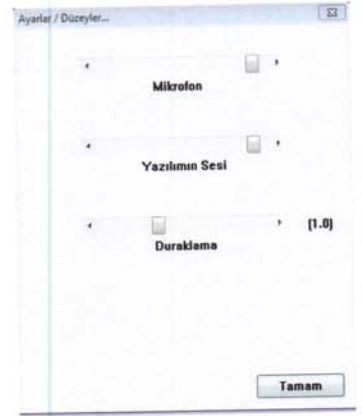 Ayarlar / Düzeyler...
Mikrofon
Yazılımın Sesi
(1.0)
Duraklama
Tamam